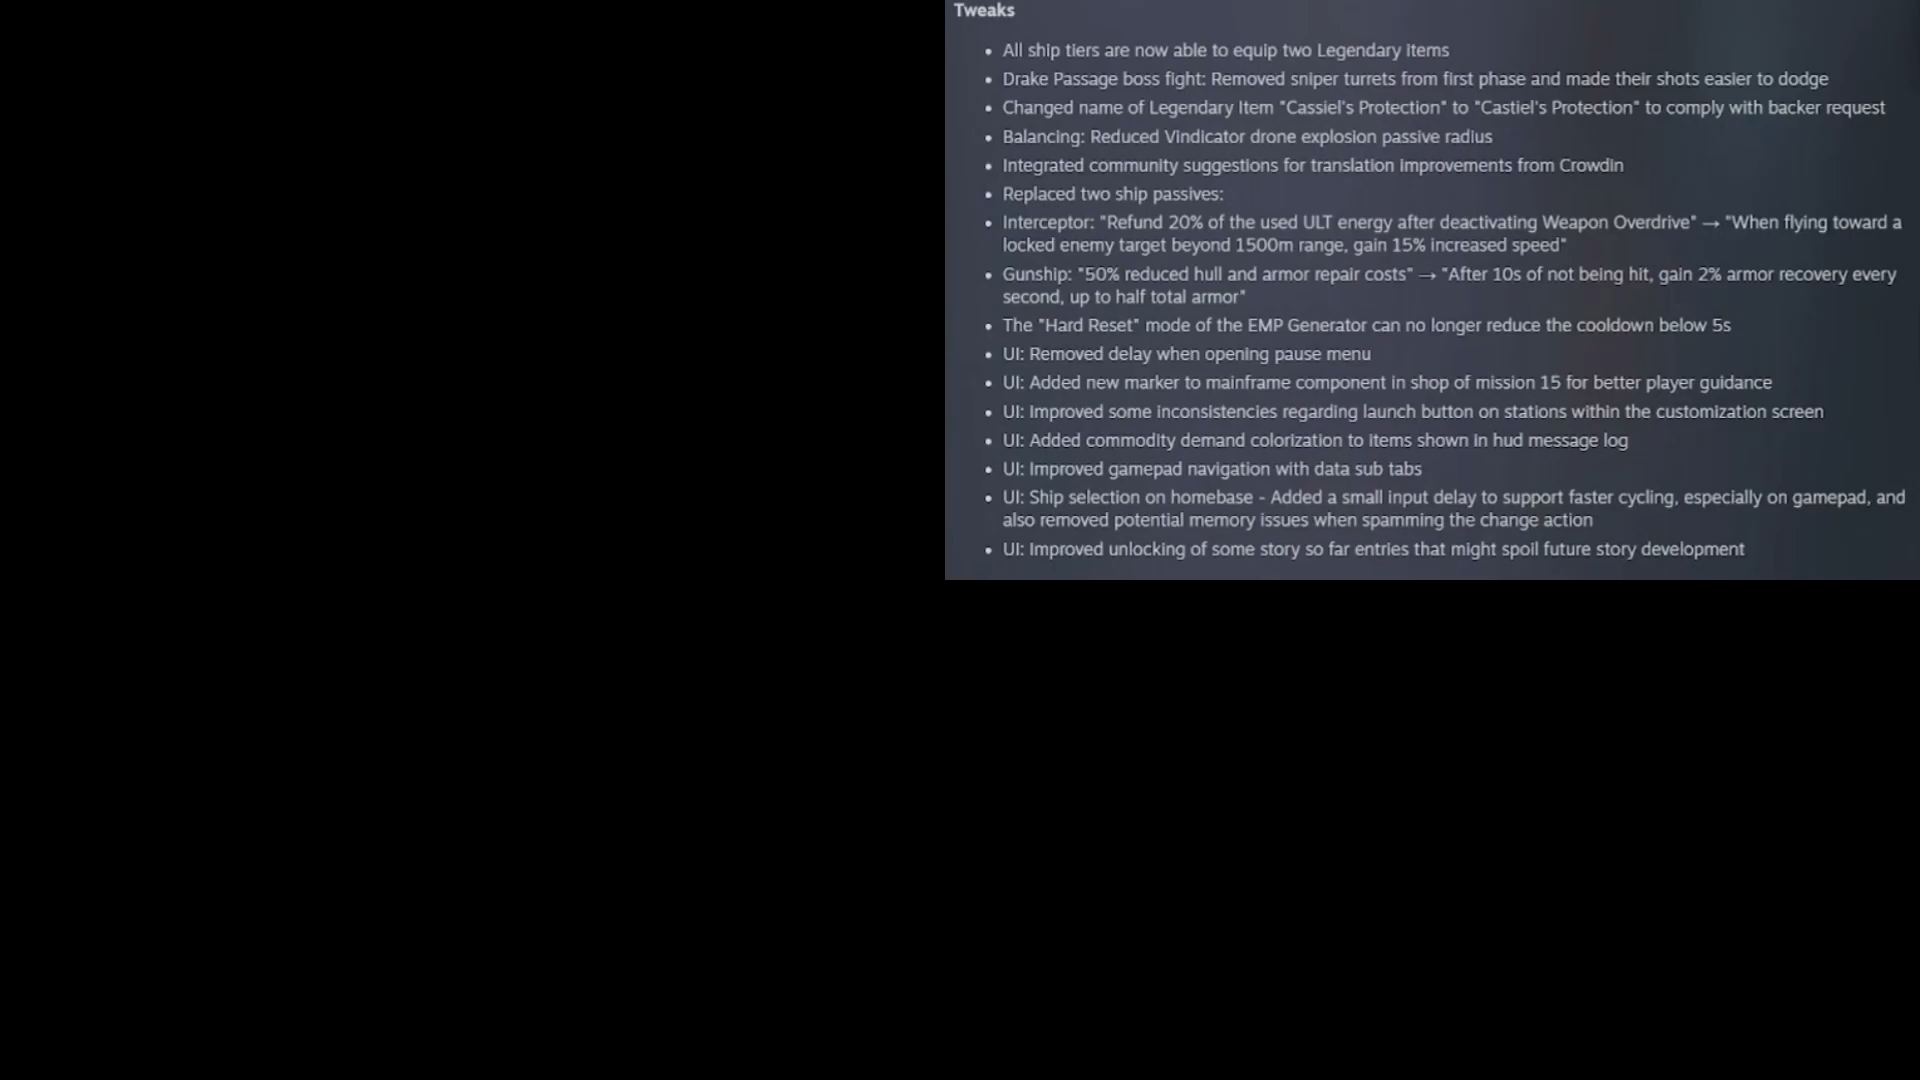 Tweaks
• All ship tiers are now able to equip two Legendary Items
• Drake Passage boss fight: Removed sniper turrets from first phase and made their shots easier to dodge
• Changed name of Legendary Item "Cassiel's Protection" to "Castiel's Protection" to comply with backer request
• Balancing: Reduced Vindicator drone explosion passive radius
• Integrated community suggestions for translation improvements from Crowdin
• Replaced two ship passives:
• Interceptor: "Refund 20% of the used ULT energy after deactivating Weapon Overdrive" → "When flying toward a
locked enemy target beyond 1500m range, gain 15% increased speed"
• Gunship: "50% reduced hull and armor repair costs" → "After 10s of not being hit, gain 2% armor recovery every
second, up to half total armor"
• The "Hard Reset" mode of the EMP Generator can no longer reduce the cooldown below 5s
• UI: Removed delay when opening pause menu
• UI: Added new marker to mainframe component in shop of mission 15 for better player guidance
• UI: Improved some inconsistencies regarding launch button on stations within the customization screen
• UI: Added commodity demand colorization to items shown in hud message log
• UI: Improved gamepad navigation with data sub tabs
• UI: Ship selection on homebase - Added a small input delay to support faster cycling, especially on gamepad, and
also removed potential memory issues when spamming the change action
• UI: Improved unlocking of some story so far entries that might spoil future story development